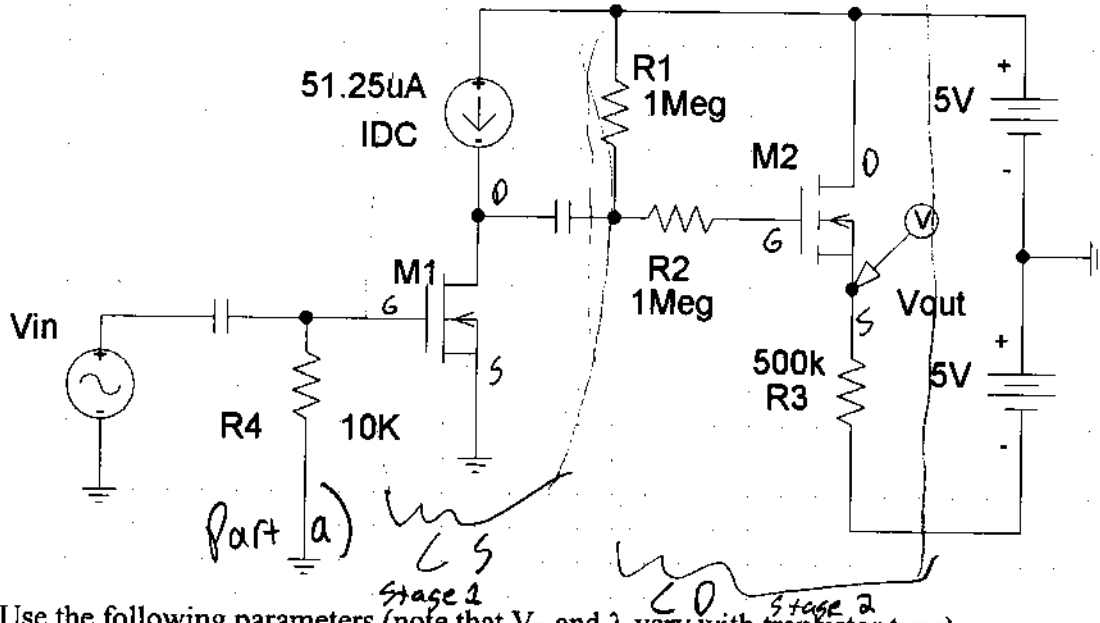 51.25uA
IDC
R1
1Meg
+
5V
-
M2
D
G
S
V
Vout
D
M1
G
S
R2
1Meg
Vin
R4
10K
500k
R3
+
5V
-
Part a)
CS
Stage 1
CD
Stage 2
Use the following parameters (note that V and λ vary with transistor